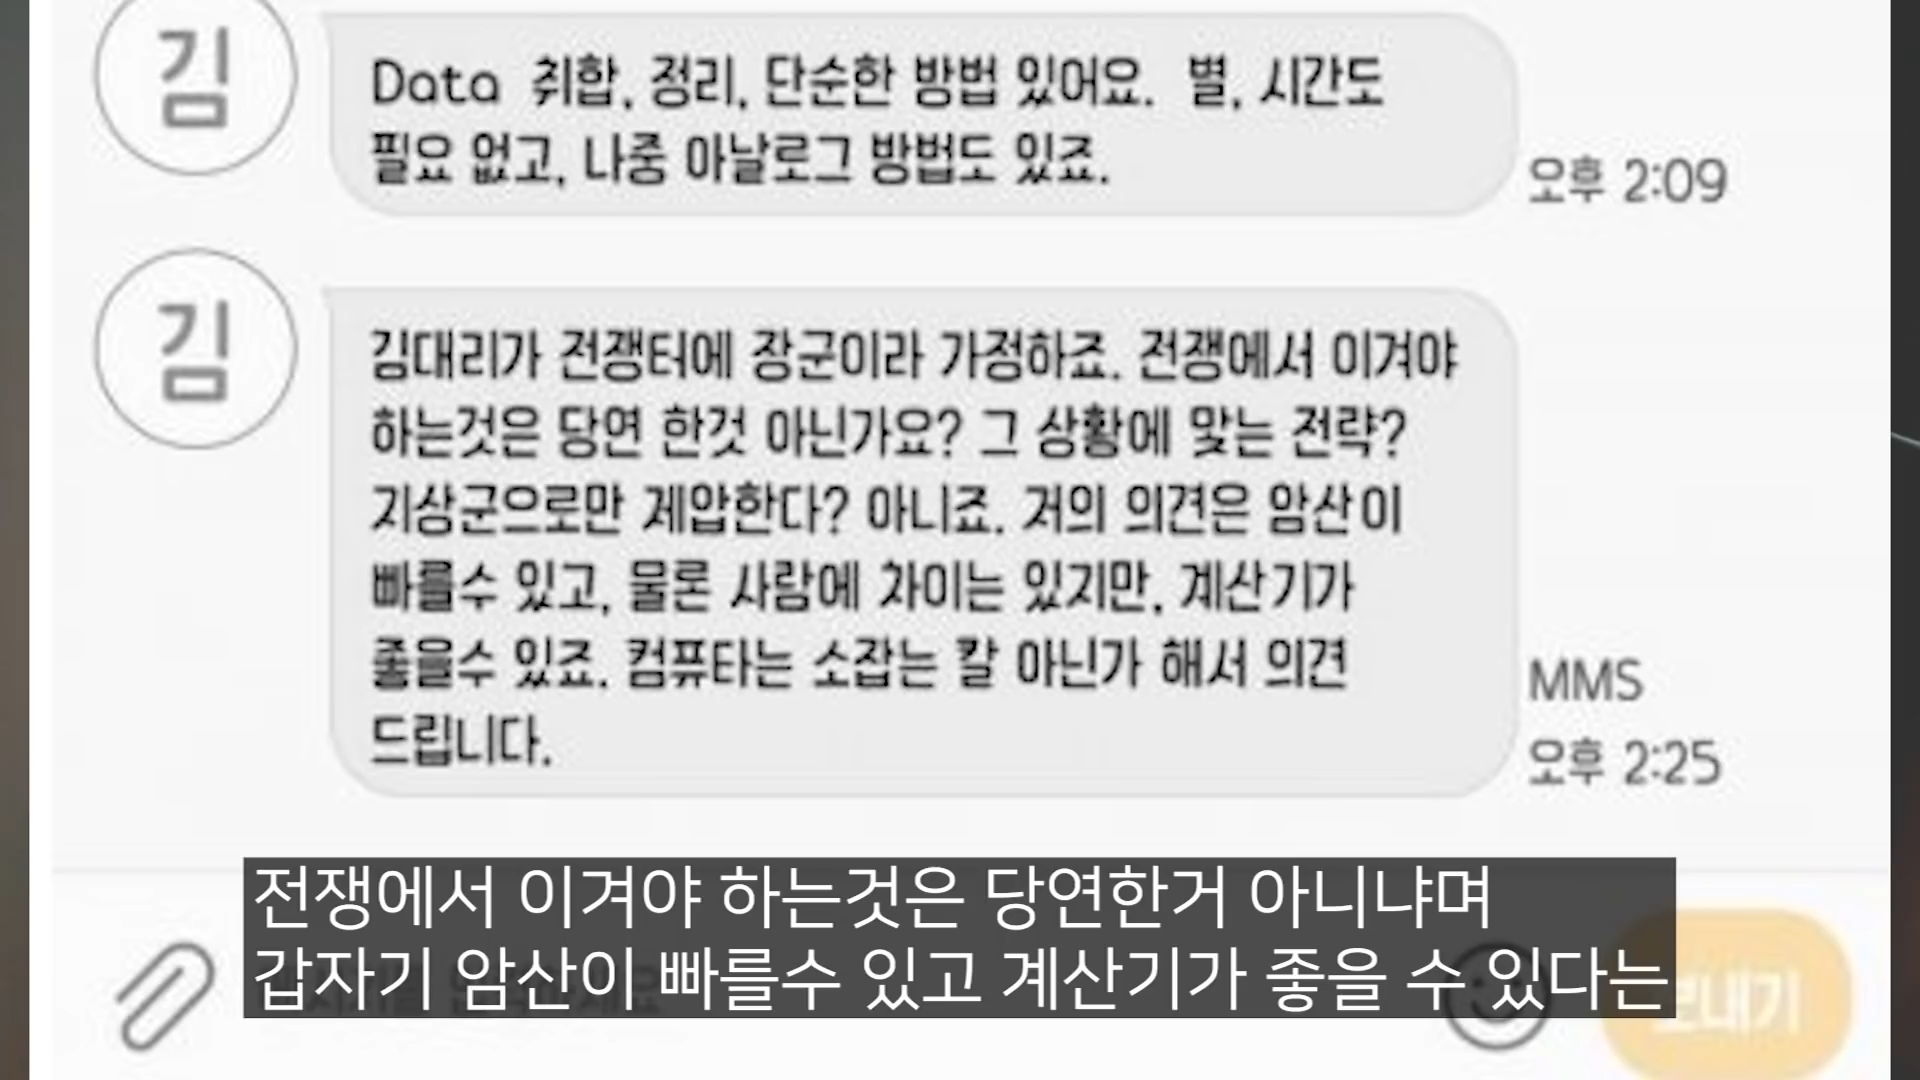 김
Data 취합, 정리, 단순한 방법 있어요. 별, 시간도
필요 없고, 나중 아날로그 방법도 있죠.
오후 2:09
김
김대리가 전쟁터에 장군이라 가정하죠. 전쟁에서 이겨야
하는것은 당연 한것 아닌가요? 그 상황에 맞는 전략?
지상군으로만 제압한다? 아니죠. 저의 의견은 암산이
빠를수 있고, 물론 사람에 차이는 있지만, 계산기가
좋을수 있죠. 컴퓨타는 소잡는 칼 아닌가 해서 의견
드립니다.
MMS
오후 2:25
전쟁에서 이겨야 하는것은 당연한거 아니냐며
갑자기 암산이 빠를수 있고 계산기가 좋을 수 있다는
보내기